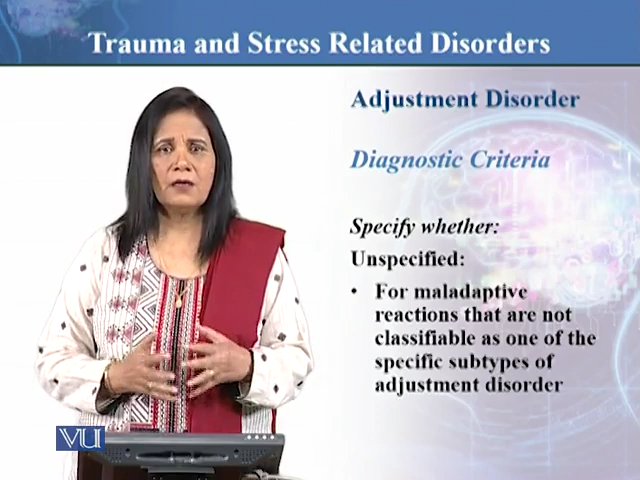 Trauma and Stress Related Disorders
Adjustment Disorder
Diagnostic Criteria
Specify whether:
Unspecified:
• For maladaptive
reactions that are not
classifiable as one of the
specific subtypes of
adjustment disorder
VU